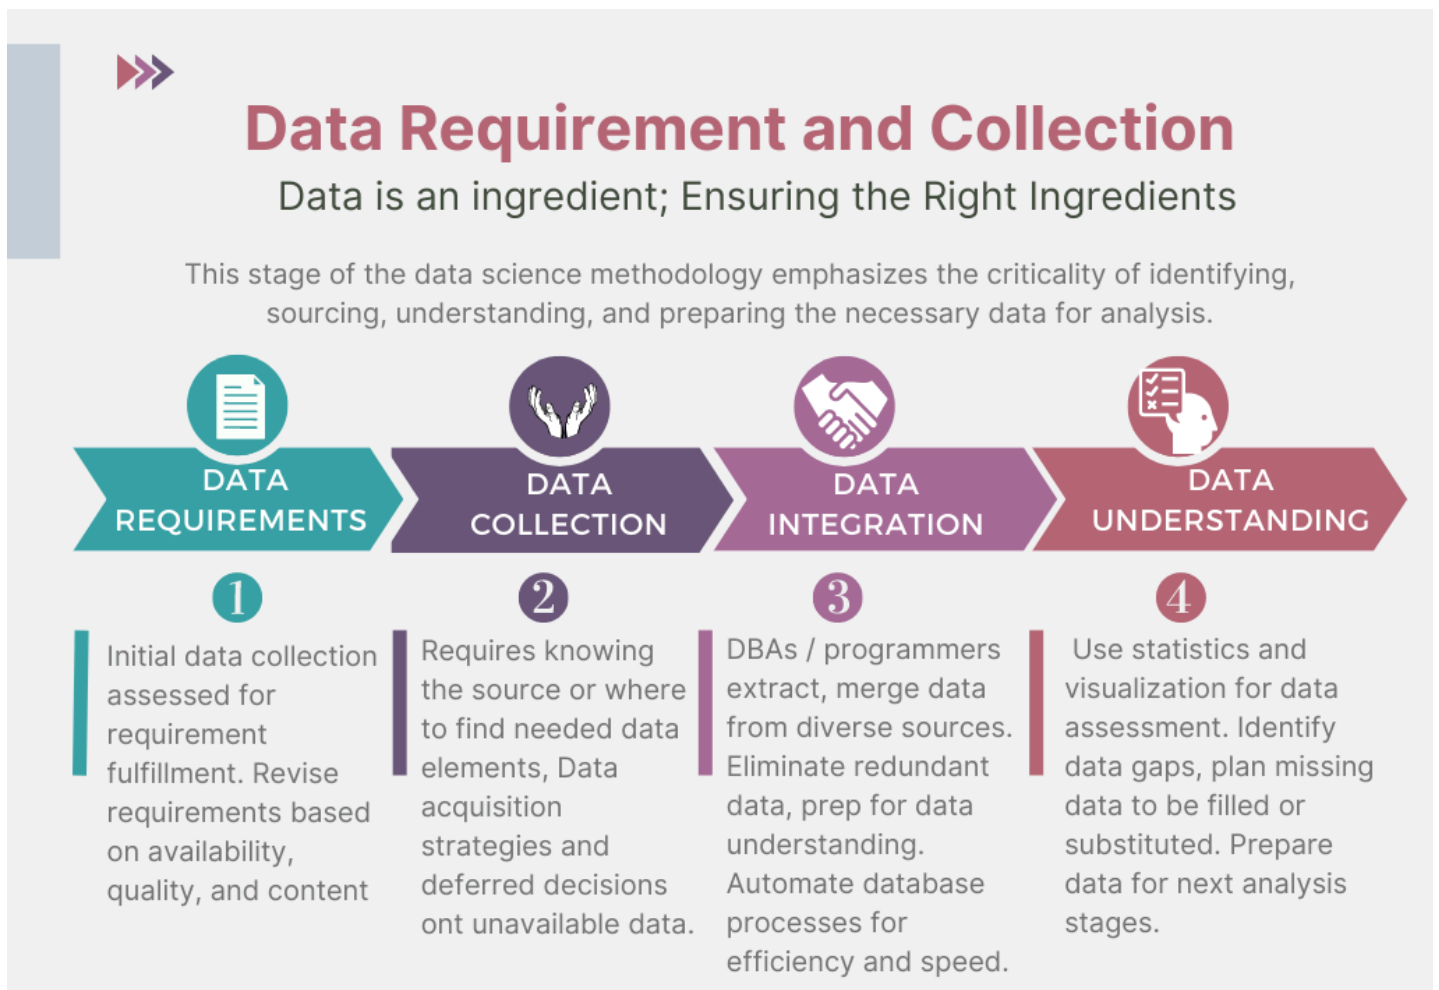 Data Requirement and Collection
Data is an ingredient; Ensuring the Right Ingredients
This stage of the data science methodology emphasizes the criticality of identifying,
sourcing, understanding, and preparing the necessary data for analysis.
DATA
REQUIREMENTS
1
Initial data collection
assessed for
requirement
fulfillment. Revise
requirements based
on availability,
quality, and content
DATA
COLLECTION
2
Requires knowing
the source or where
to find needed data
elements, Data
acquisition
strategies and
deferred decisions
ont unavailable data.
DATA
INTEGRATION
3
DBAs / programmers
extract, merge data
from diverse sources.
Eliminate redundant
data, prep for data
understanding.
Automate database
processes for
efficiency and speed.
DATA
UNDERSTANDING
4
Use statistics and
visualization for data
assessment. Identify
data gaps, plan missing
data to be filled or
substituted. Prepare
data for next analysis
stages.